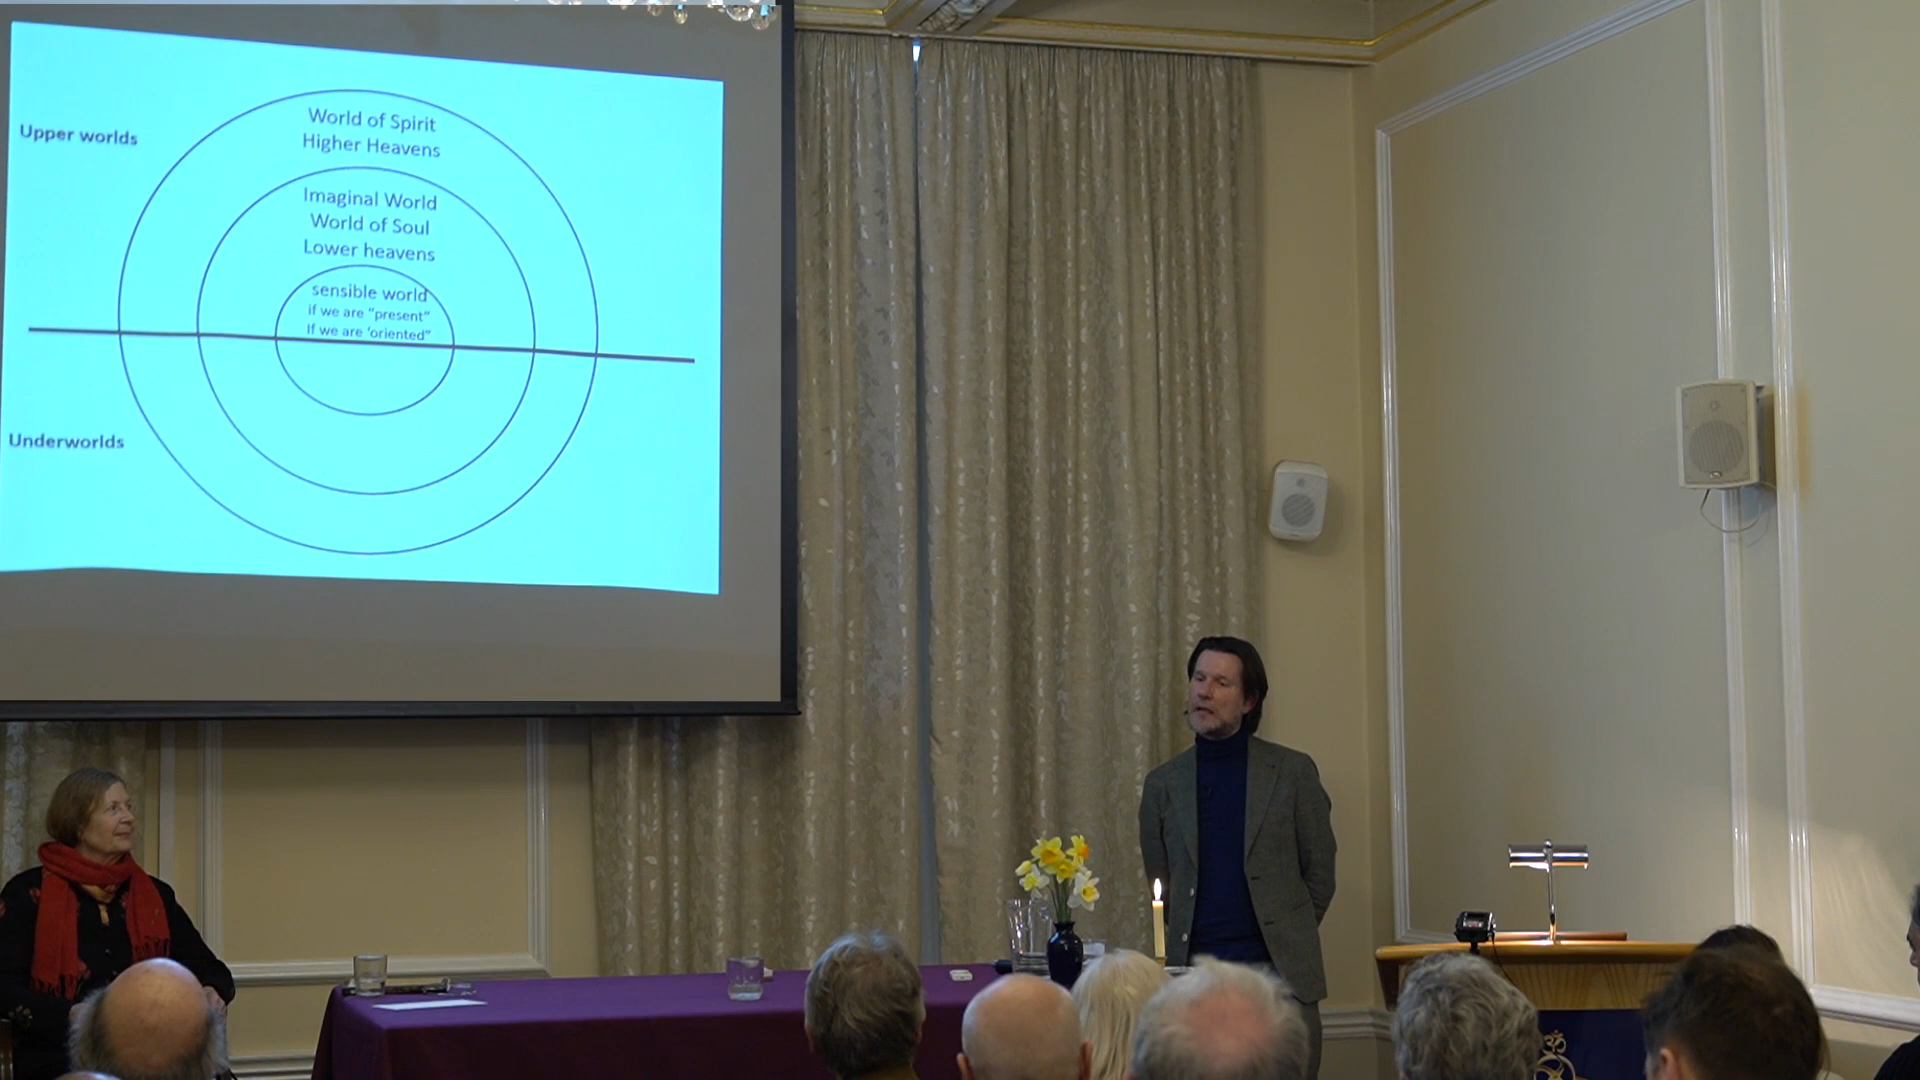 Upper worlds
World of Spirit
Higher Heavens
Imaginal World
World of Soul
Lower heavens
sensible world
if we are "present"
If we are 'oriented"
Underworlds